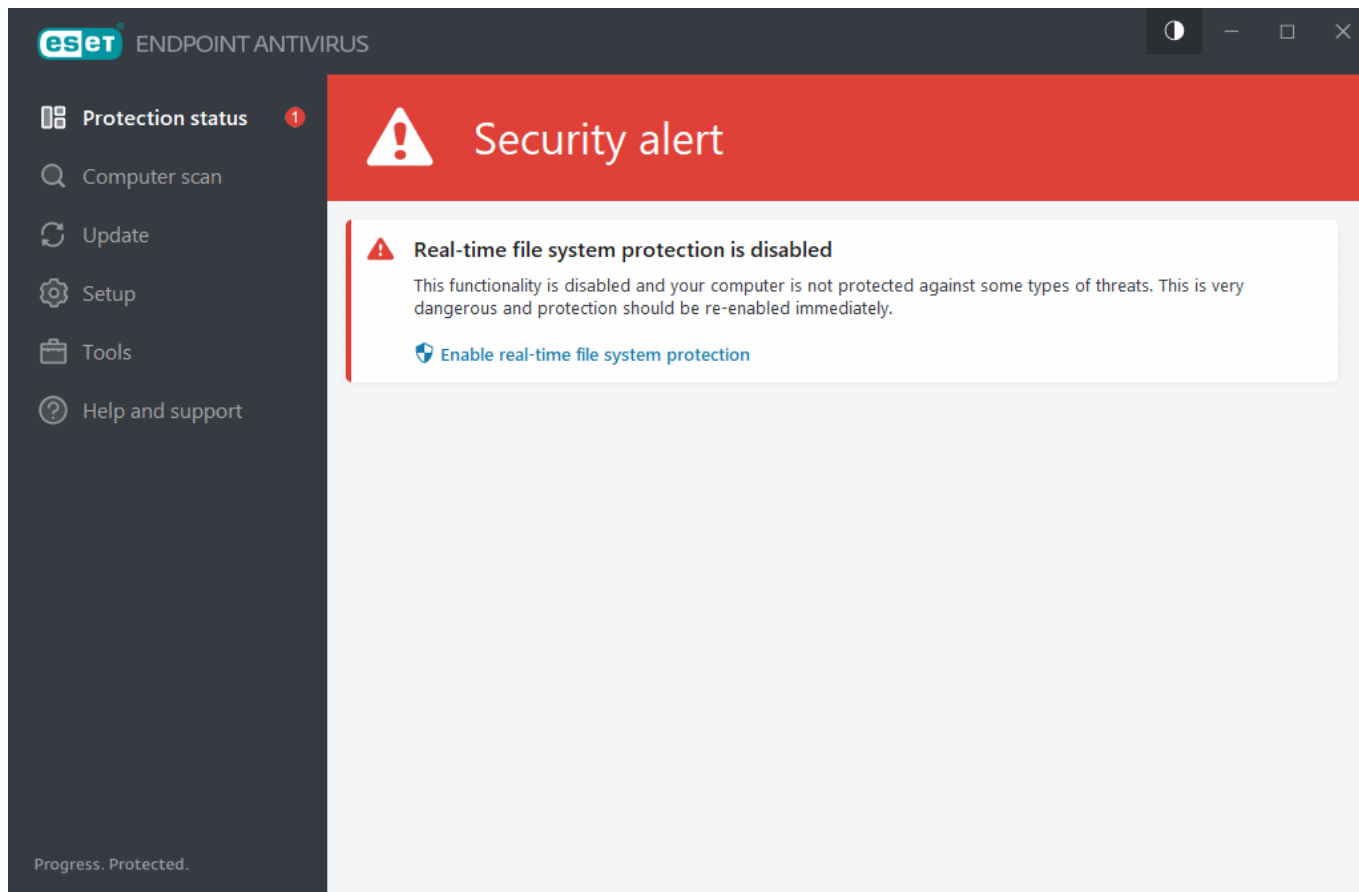 eset ENDPOINT ANTIVIRUS
Protection status 1
Computer scan
Update
Setup
Tools
Help and support
Progress. Protected.
Security alert
Real-time file system protection is disabled
This functionality is disabled and your computer is not protected against some types of threats. This is very
dangerous and protection should be re-enabled immediately.
Enable real-time file system protection